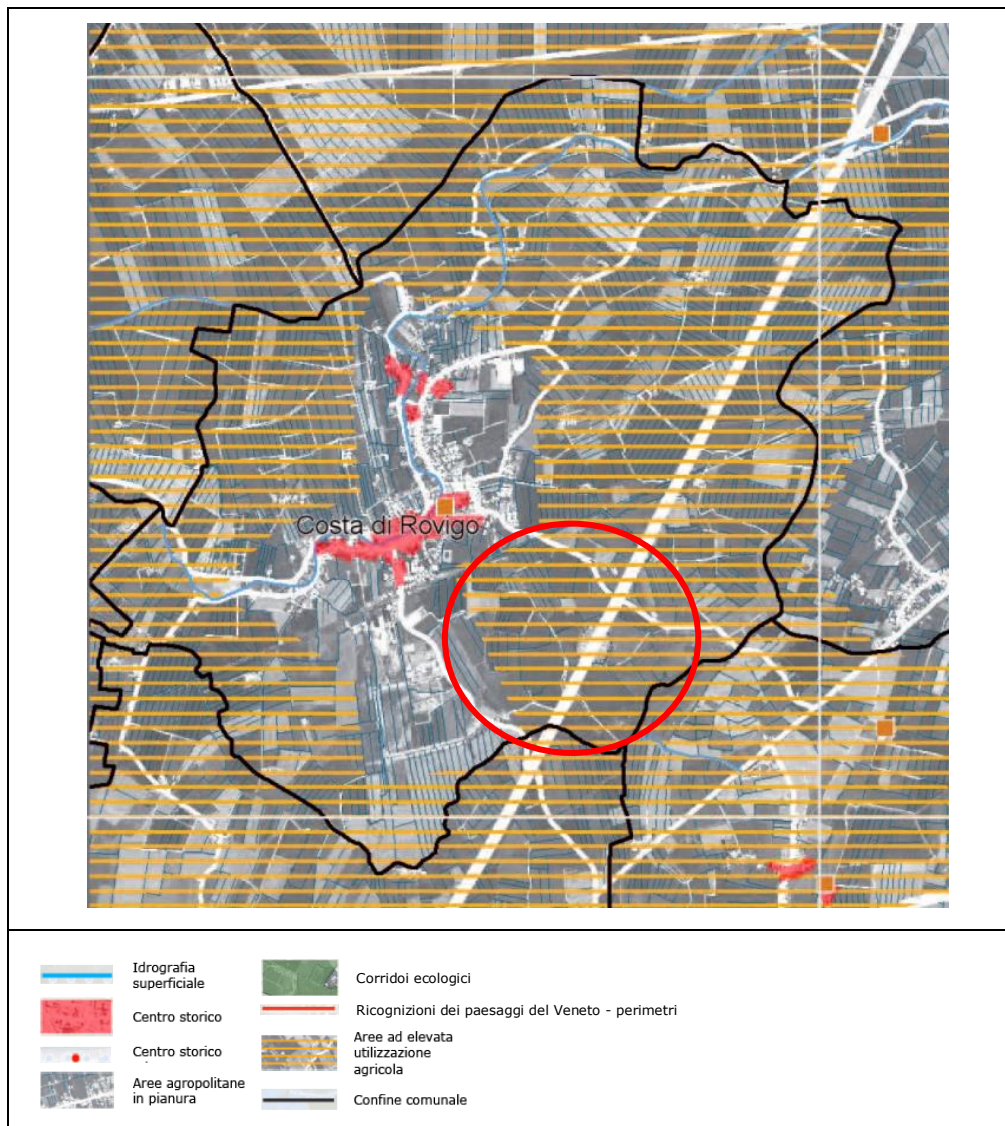 Costa di Rovigo
Idrografia
superficiale
Centro storico
Centro storico
Aree agropolitane
in pianura
Corridoi ecologici
Ricognizioni dei paesaggi del Veneto - perimetri
Aree ad elevata
utilizzazione
agricola
Confine comunale